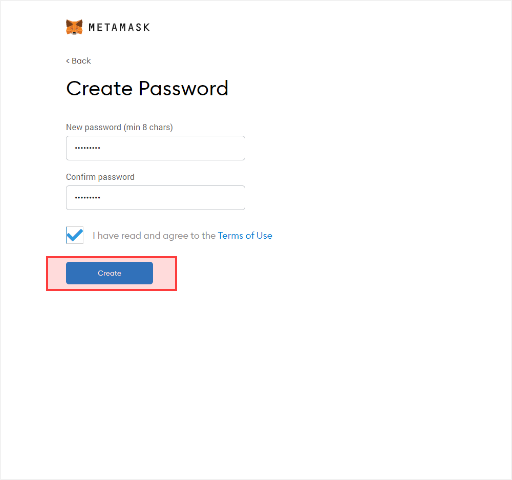 METAMASK
< Back
Create Password
New password (min 8 chars)
•••••••••
Confirm password
•••••••••
I have read and agree to the Terms of Use
Create